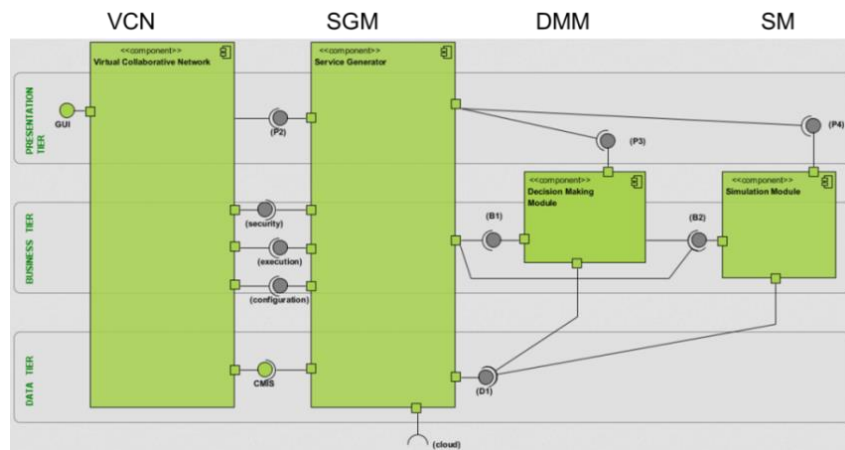 VCN SGM DMM SM
<<component>>
Virtual Collaborative Network
<<component>>
Service Generator
PRESENTATION
TIER
GUI
(P2)
(P3)
(P4)
<<component>>
Decision Making
Module
<<component>>
Simulation Module
BUSINESS TIER
(security)
(B1)
(B2)
(execution)
(configuration)
DATA TIER
CMIS
(D1)
(cloud)